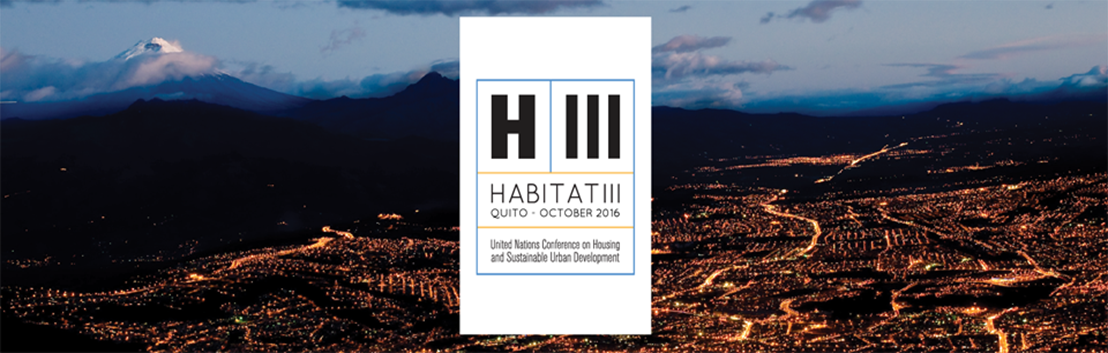 H III
HABITAT III
QUITO - OCTOBER 2016
United Nations Conference on Housing
and Sustainable Urban Development